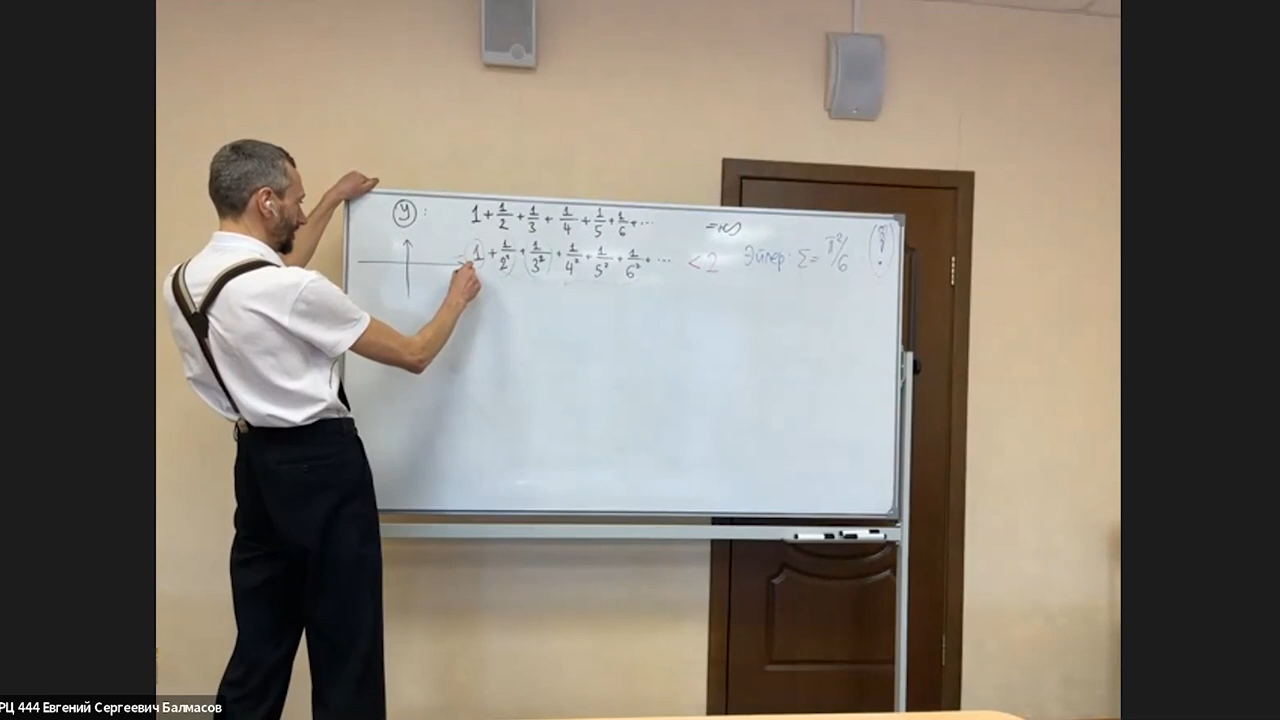 У : 1 + 1/2 + 1/3 + 1/4 + 1/5 + 1/6 + ... = +∞
1 + 1/2² + 1/3² + 1/4² + 1/5² + 1/6² + ... < 2 Эйлер: Σ = π²/6
РЦ 444 Евгений Сергеевич Балмасов